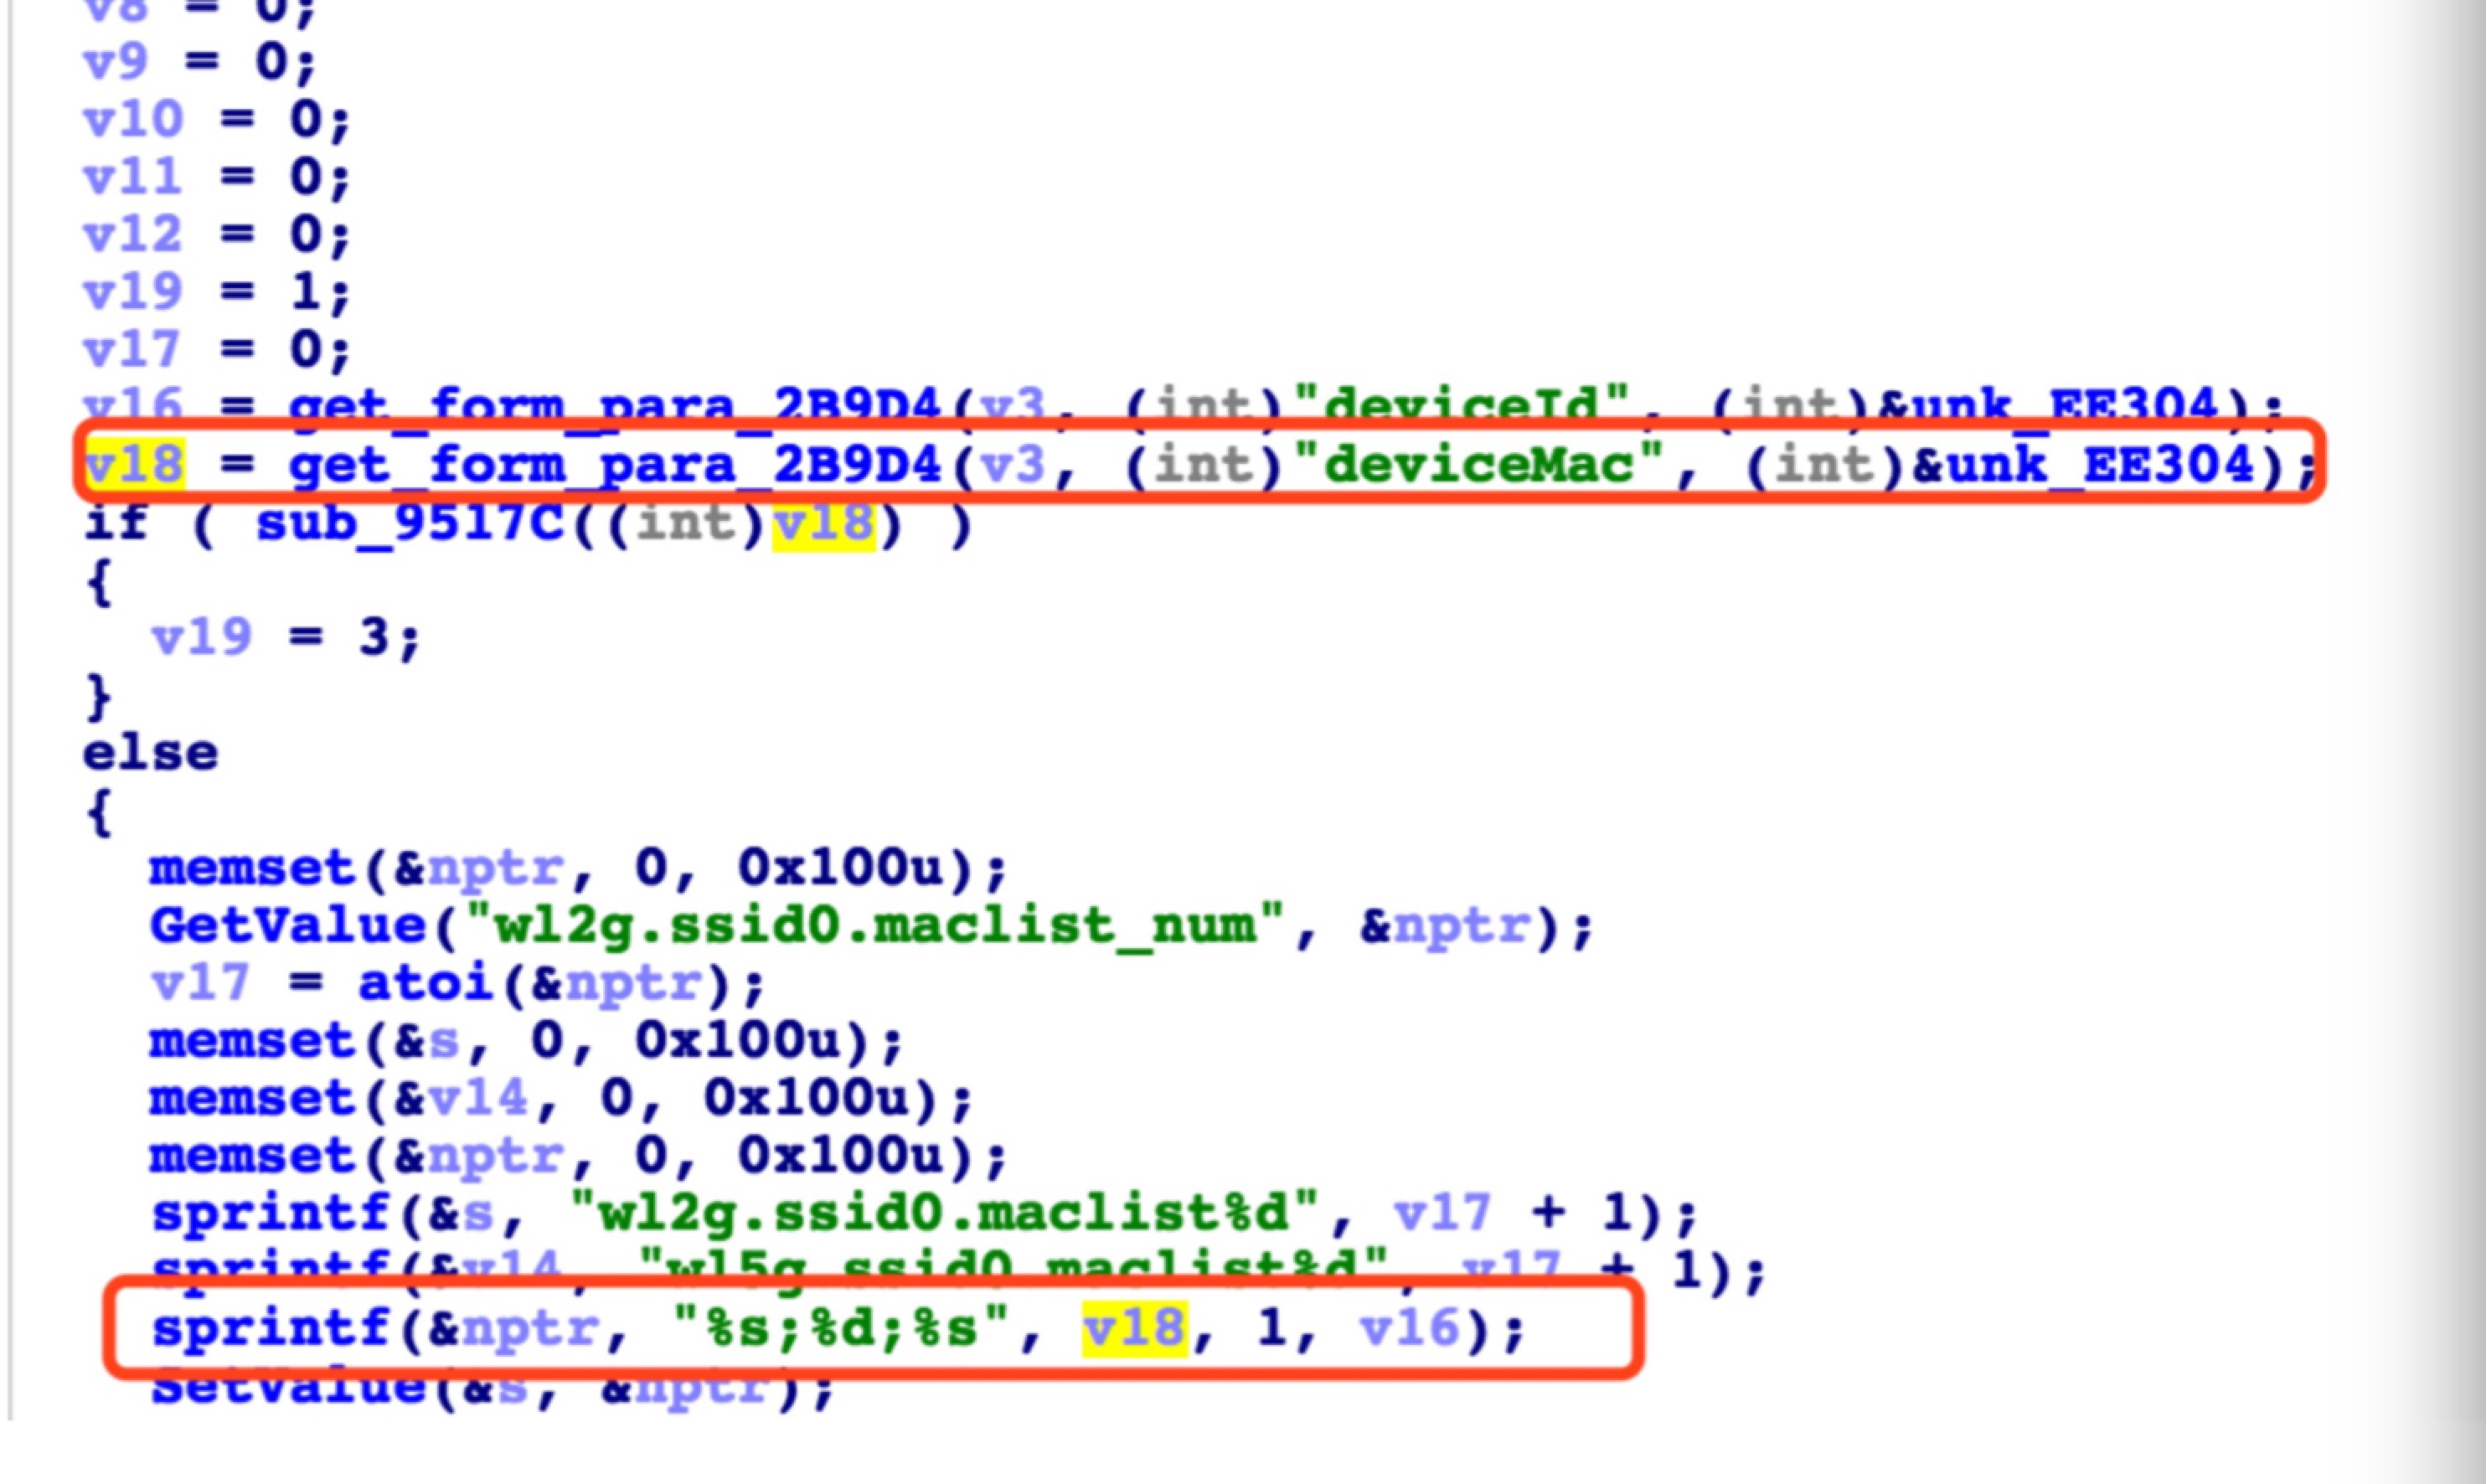 v8 = 0;
v9 = 0;
v10 = 0;
v11 = 0;
v12 = 0;
v19 = 1;
v17 = 0;
v16 = get_form_para_2B9D4(v3, (int)"deviceId", (int)&unk_EE304);
v18 = get_form_para_2B9D4(v3, (int)"deviceMac", (int)&unk_EE304);
if ( sub_9517C((int)v18) )
{
v19 = 3;
}
else
{
memset(&nptr, 0, 0x100u);
GetValue("wl2g.ssid0.maclist_num", &nptr);
v17 = atoi(&nptr);
memset(&s, 0, 0x100u);
memset(&v14, 0, 0x100u);
memset(&nptr, 0, 0x100u);
sprintf(&s, "wl2g.ssid0.maclist%d", v17 + 1);
sprintf(&v14, "wl5g.ssid0.maclist%d", v17 + 1);
sprintf(&nptr, "%s;%d;%s", v18, 1, v16);
SetValue(&s, &nptr);